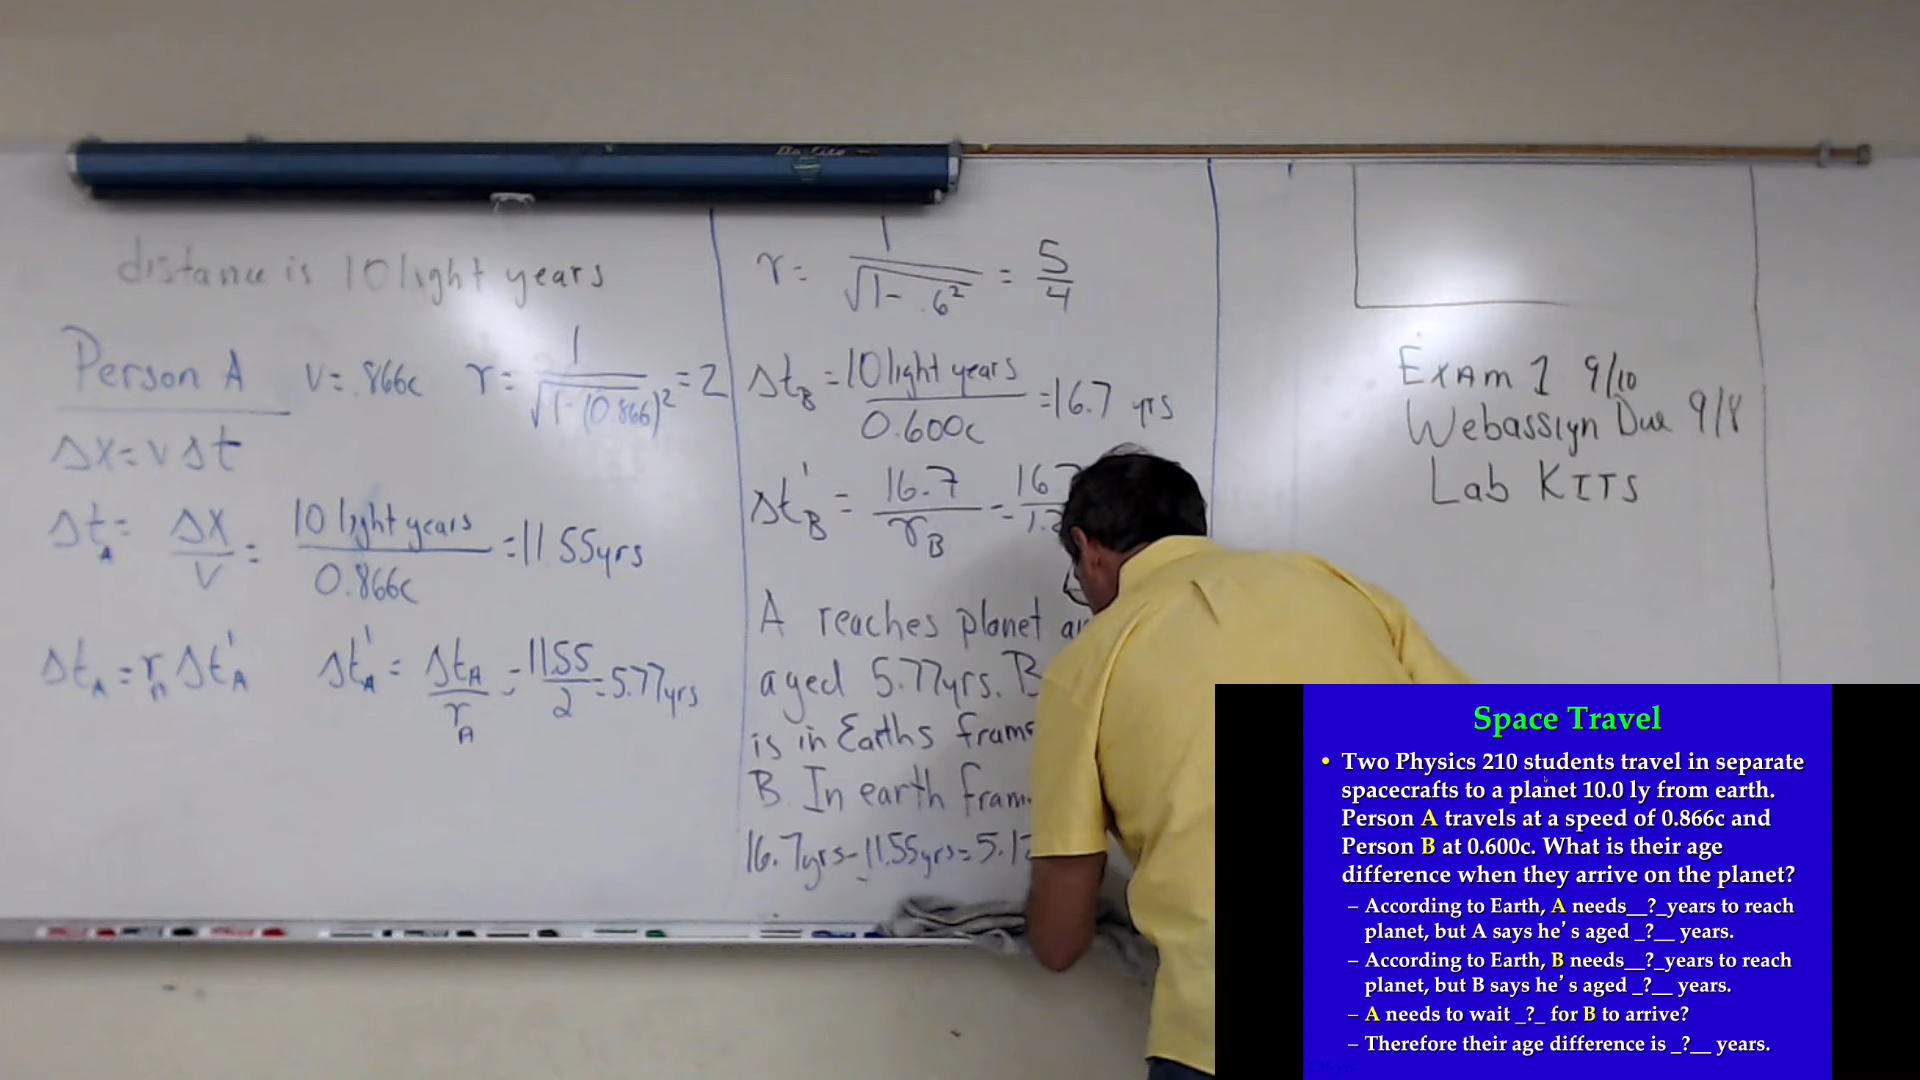 distance is 10 light years
Person A v= .866c γ= 1/√1-(0.866)² = 2
Δx = vΔt
Δt_A = Δx/v = 10 light years/0.866c = 11.55yrs
Δt_A = γ_A Δt'_A Δt'_A = Δt_A/γ_A = 11.55/2 = 5.77yrs
γ = 1/√1-.6² = 5/4
Δt_B = 10 light years/0.600c = 16.7 yrs
Δt'_B = 16.7/γ_B =
A reaches planet
aged 5.77yrs. B
is in Earths frame
B. In earth
16.7yrs-11.55yrs=
Exam 1 9/10
Webassign Due 9/8
Lab KITS
Space Travel
• Two Physics 210 students travel in separate
spacecrafts to a planet 10.0 ly from earth.
Person A travels at a speed of 0.866c and
Person B at 0.600c. What is their age
difference when they arrive on the planet?
– According to Earth, A needs__?_years to reach
planet, but A says he's aged _?__ years.
– According to Earth, B needs__?_years to reach
planet, but B says he's aged _?__ years.
– A needs to wait _?_ for B to arrive?
– Therefore their age difference is _?__ years.